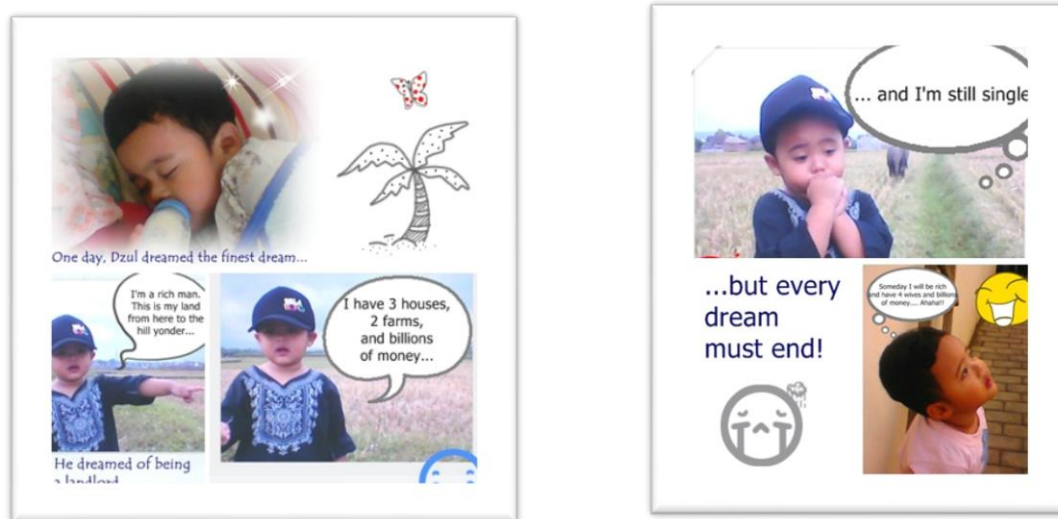 One day, Dzul dreamed the finest dream...
I'm a rich man.
This is my land
from here to the
hill yonder...
I have 3 houses,
2 farms,
and billions
of money...
He dreamed of being
a landlord
... and I'm still single
...but every
dream
must end!
Someday I will be rich
and have 4 wives and billions
of money.... Ahaha!!